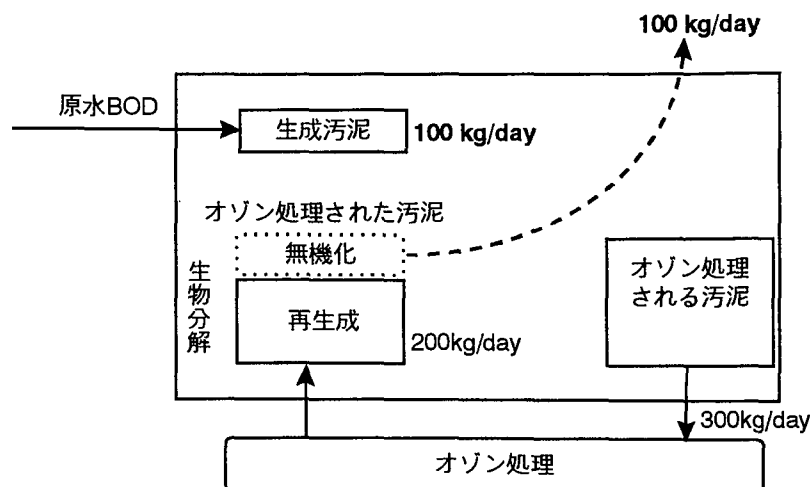 100 kg/day
原水BOD
生成汚泥
100 kg/day
オゾン処理された汚泥
無機化
生物分解
再生成
200kg/day
オゾン処理
される汚泥
300kg/day
オゾン処理